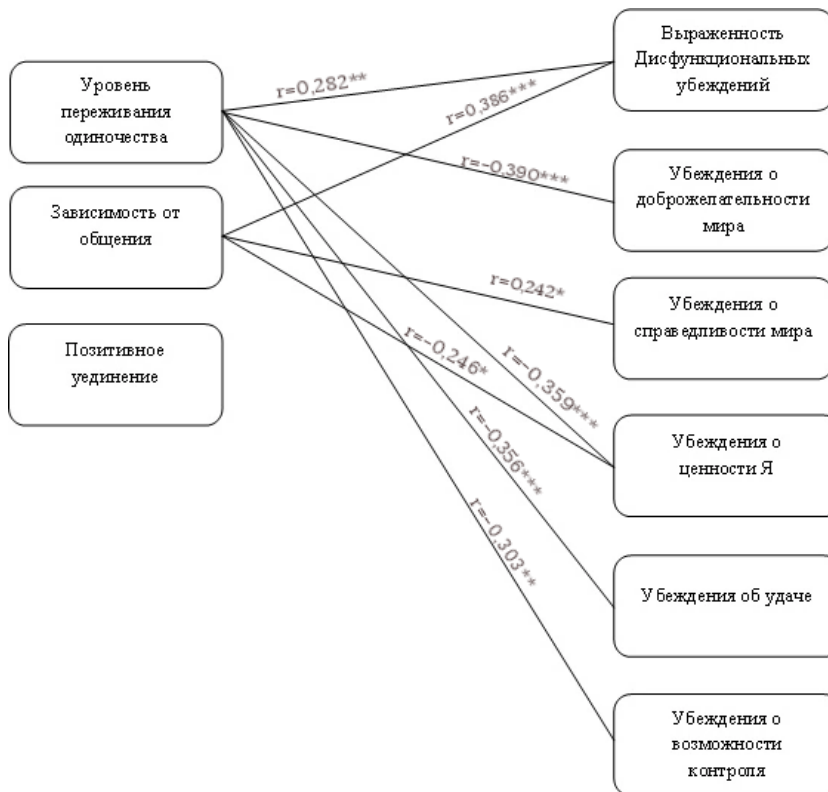 Уровень
переживания
одиночества
Зависимость от
общения
Позитивное
уединение
r=0,282**
r=0,386***
r=-0,390***
r=0,242*
r=-0,246*
r=-0,359***
r=-0,356***
r=-0,303**
Выраженность
Дисфункциональных
убеждений
Убеждения о
доброжелательности
мира
Убеждения о
справедливости мира
Убеждения о
ценности Я
Убеждения об удаче
Убеждения о
возможности
контроля